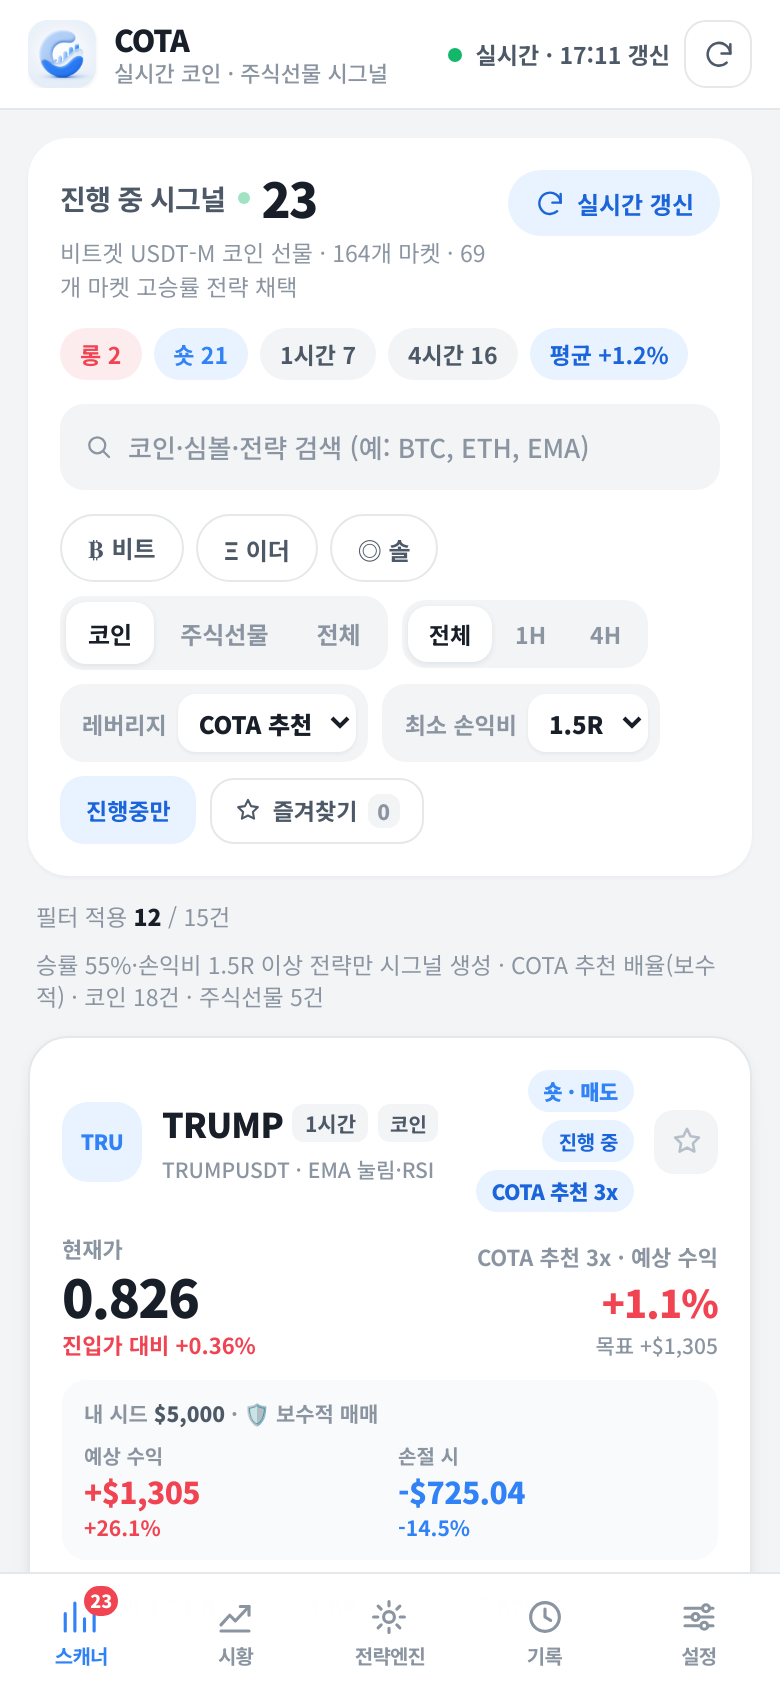 COTA
실시간 코인 · 주식선물 시그널
실시간 · 17:11 갱신
진행 중 시그널 23
실시간 갱신
비트겟 USDT-M 코인 선물 · 164개 마켓 · 69
개 마켓 고승률 전략 채택
롱 2
숏 21
1시간 7
4시간 16
평균 +1.2%
코인·심볼·전략 검색 (예: BTC, ETH, EMA)
₿ 비트
Ξ 이더
◎ 솔
코인 주식선물 전체
전체 1H 4H
레버리지 COTA 추천
최소 손익비 1.5R
진행중만
즐겨찾기 0
필터 적용 12 / 15건
승률 55%·손익비 1.5R 이상 전략만 시그널 생성 · COTA 추천 배율(보수
적) · 코인 18건 · 주식선물 5건
TRU
TRUMP 1시간 코인
TRUMPUSDT · EMA 눌림·RSI
숏 · 매도
진행 중
COTA 추천 3x
현재가
0.826
진입가 대비 +0.36%
COTA 추천 3x · 예상 수익
+1.1%
목표 +$1,305
내 시드 $5,000 · 🛡️ 보수적 매매
예상 수익
+$1,305
+26.1%
손절 시
-$725.04
-14.5%
23
스캐너
시황
전략엔진
기록
설정